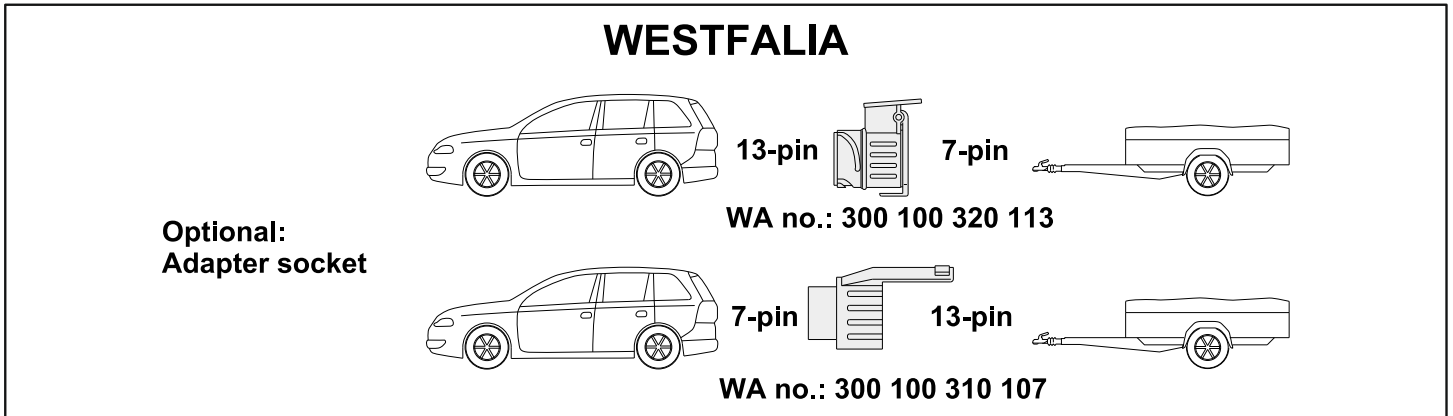 WESTFALIA
13-pin 7-pin
WA no.: 300 100 320 113
Optional:
Adapter socket
7-pin 13-pin
WA no.: 300 100 310 107